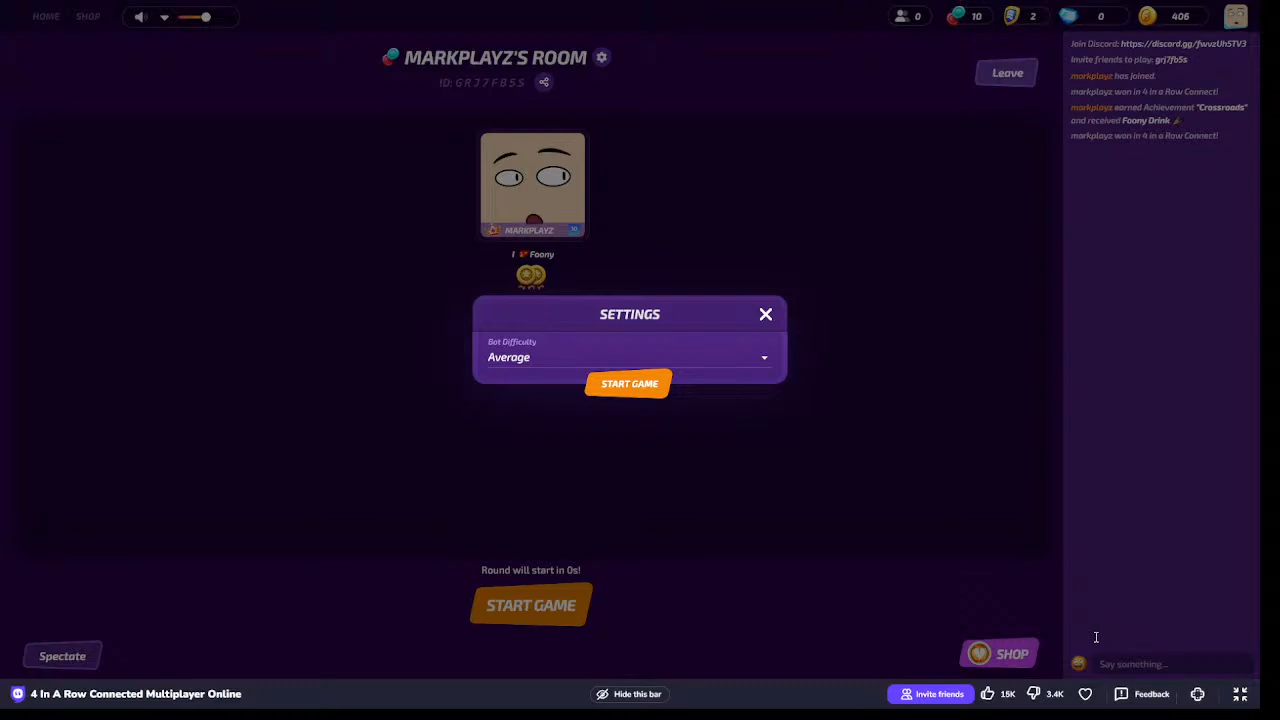 HOME SHOP
0 10 2 0 406
MARKPLAYZ'S ROOM
ID: GRJ7FB5S
Leave
Join Discord: https://discord.gg/fwvzUh5TV3
Invite friends to play: grj7fb5s
markplayz has joined.
markplayz won in 4 in a Row Connect!
markplayz earned Achievement "Crossroads"
and received Foony Drink
markplayz won in 4 in a Row Connect!
MARKPLAYZ
Foony
SETTINGS
Bot Difficulty
Average
START GAME
Round will start in 0s!
START GAME
Spectate
SHOP
Say something...
4 In A Row Connected Multiplayer Online
Hide this bar
Invite friends
15K
3.4K
Feedback